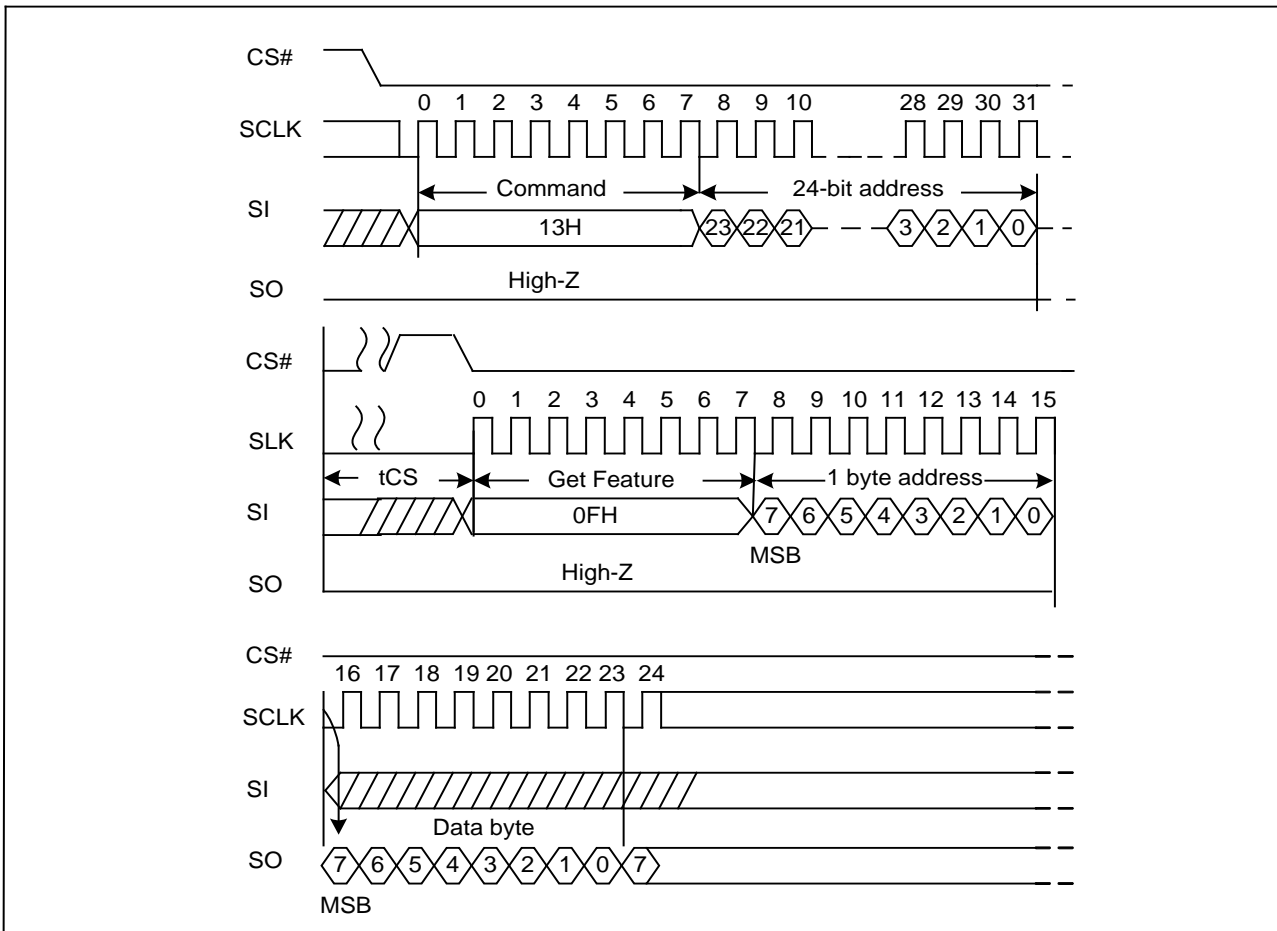 CS#
0 1 2 3 4 5 6 7 8 9 10 28 29 30 31
SCLK
Command 24-bit address
SI
13H 23 22 21 3 2 1 0
High-Z
SO
CS#
0 1 2 3 4 5 6 7 8 9 10 11 12 13 14 15
SLK
tCS Get Feature 1 byte address
SI
0FH 7 6 5 4 3 2 1 0
MSB
High-Z
SO
CS#
16 17 18 19 20 21 22 23 24
SCLK
SI
Data byte
SO 7 6 5 4 3 2 1 0 7
MSB